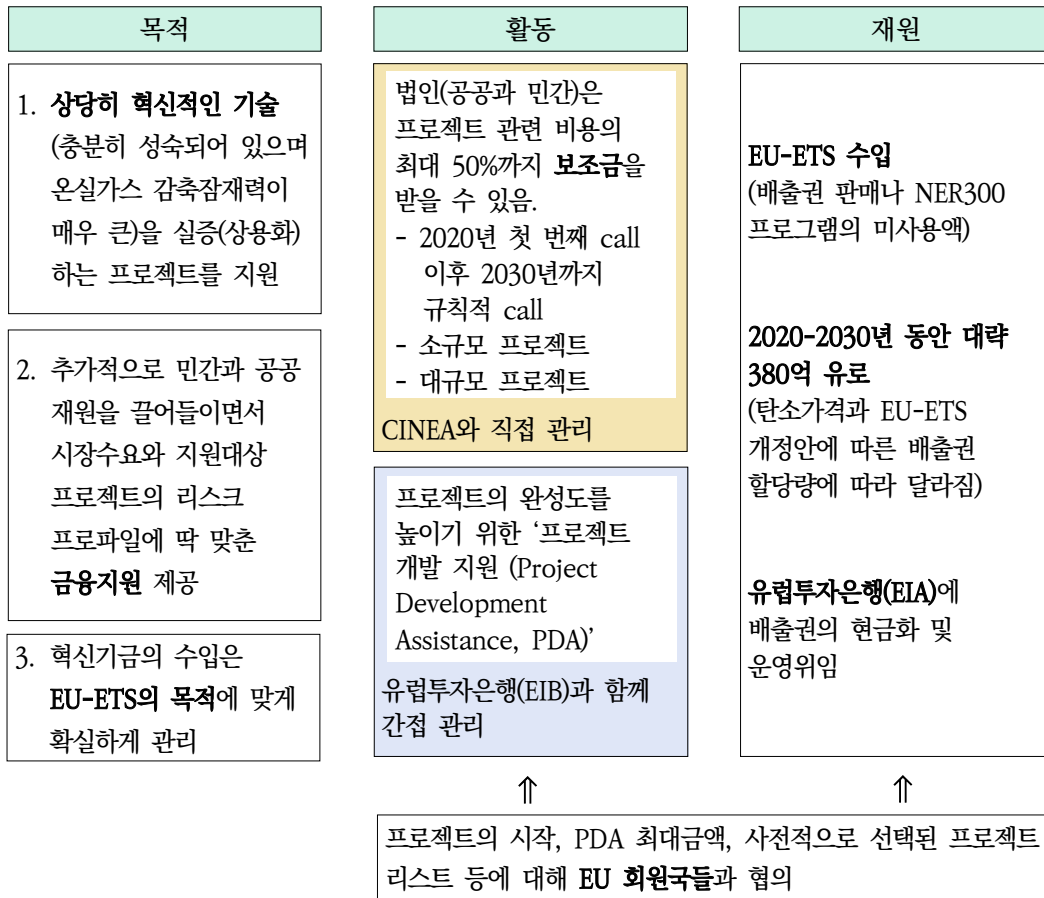 목적
1. 상당히 혁신적인 기술
(충분히 성숙되어 있으며
온실가스 감축잠재력이
매우 큰)을 실증(상용화)
하는 프로젝트를 지원
2. 추가적으로 민간과 공공
재원을 끌어들이면서
시장수요와 지원대상
프로젝트의 리스크
프로파일에 딱 맞춘
금융지원 제공
3. 혁신기금의 수입은
EU-ETS의 목적에 맞게
확실하게 관리
활동
법인(공공과 민간)은
프로젝트 관련 비용의
최대 50%까지 보조금을
받을 수 있음.
- 2020년 첫 번째 call
이후 2030년까지
규칙적 call
- 소규모 프로젝트
- 대규모 프로젝트
CINEA와 직접 관리
프로젝트의 완성도를
높이기 위한 ‘프로젝트
개발 지원 (Project
Development
Assistance, PDA)’
유럽투자은행(EIB)과 함께
간접 관리
재원
EU-ETS 수입
(배출권 판매나 NER300
프로그램의 미사용액)
2020-2030년 동안 대략
380억 유로
(탄소가격과 EU-ETS
개정안에 따른 배출권
할당량에 따라 달라짐)
유럽투자은행(EIA)에
배출권의 현금화 및
운영위임
⇑ ⇑
프로젝트의 시작, PDA 최대금액, 사전적으로 선택된 프로젝트
리스트 등에 대해 EU 회원국들과 협의